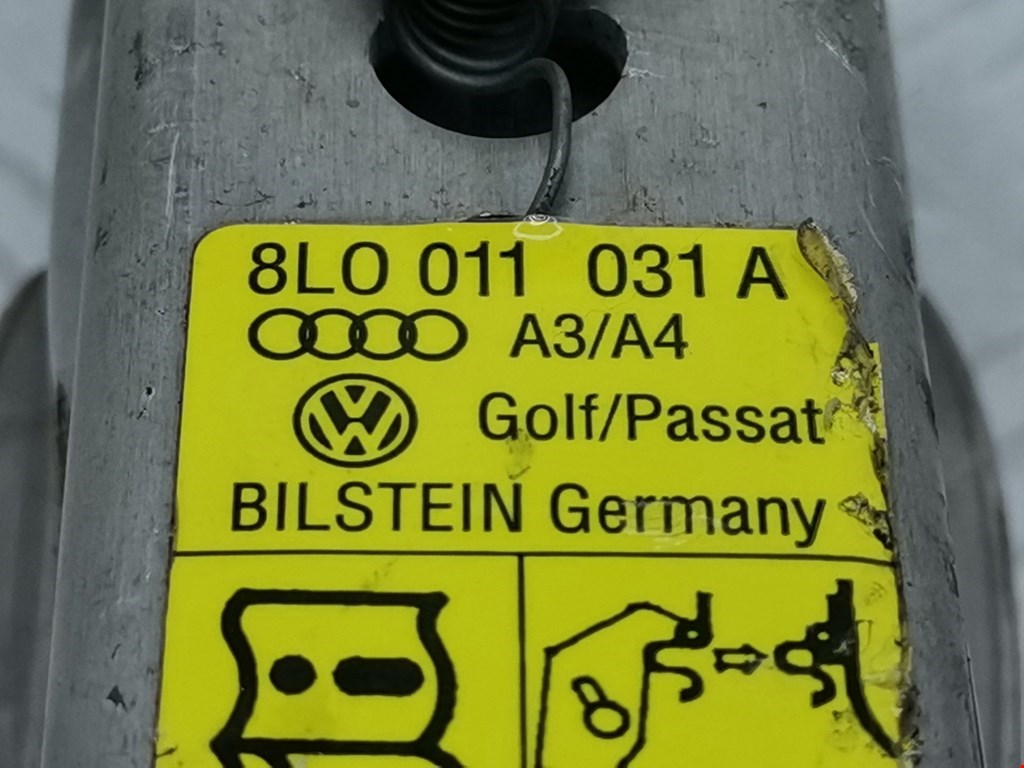 8L0 011 031 A
A3/A4
Golf/Passat
BILSTEIN Germany